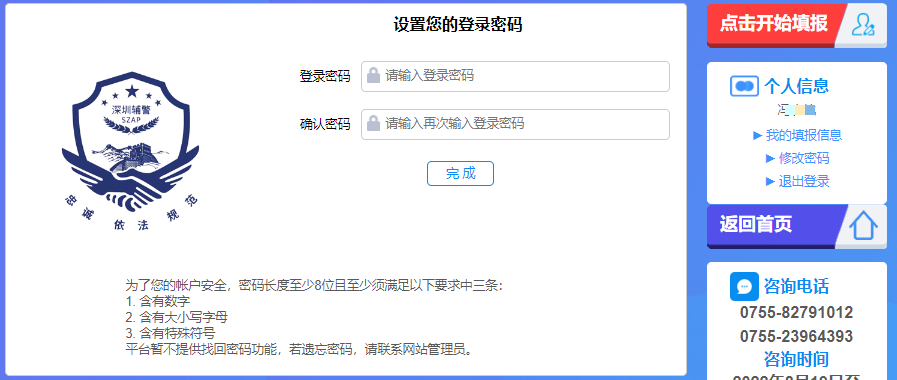 设置您的登录密码
登录密码
请输入登录密码
确认密码
请输入再次输入登录密码
完 成
深圳辅警
SZAP
忠 诚 依 法 规 范
为了您的帐户安全，密码长度至少8位且至少须满足以下要求中三条：
1. 含有数字
2. 含有大小写字母
3. 含有特殊符号
平台暂不提供找回密码功能，若遗忘密码，请联系网站管理员。
点击开始填报
个人信息
▶ 我的填报信息
▶ 修改密码
▶ 退出登录
返回首页
咨询电话
0755-82791012
0755-23964393
咨询时间